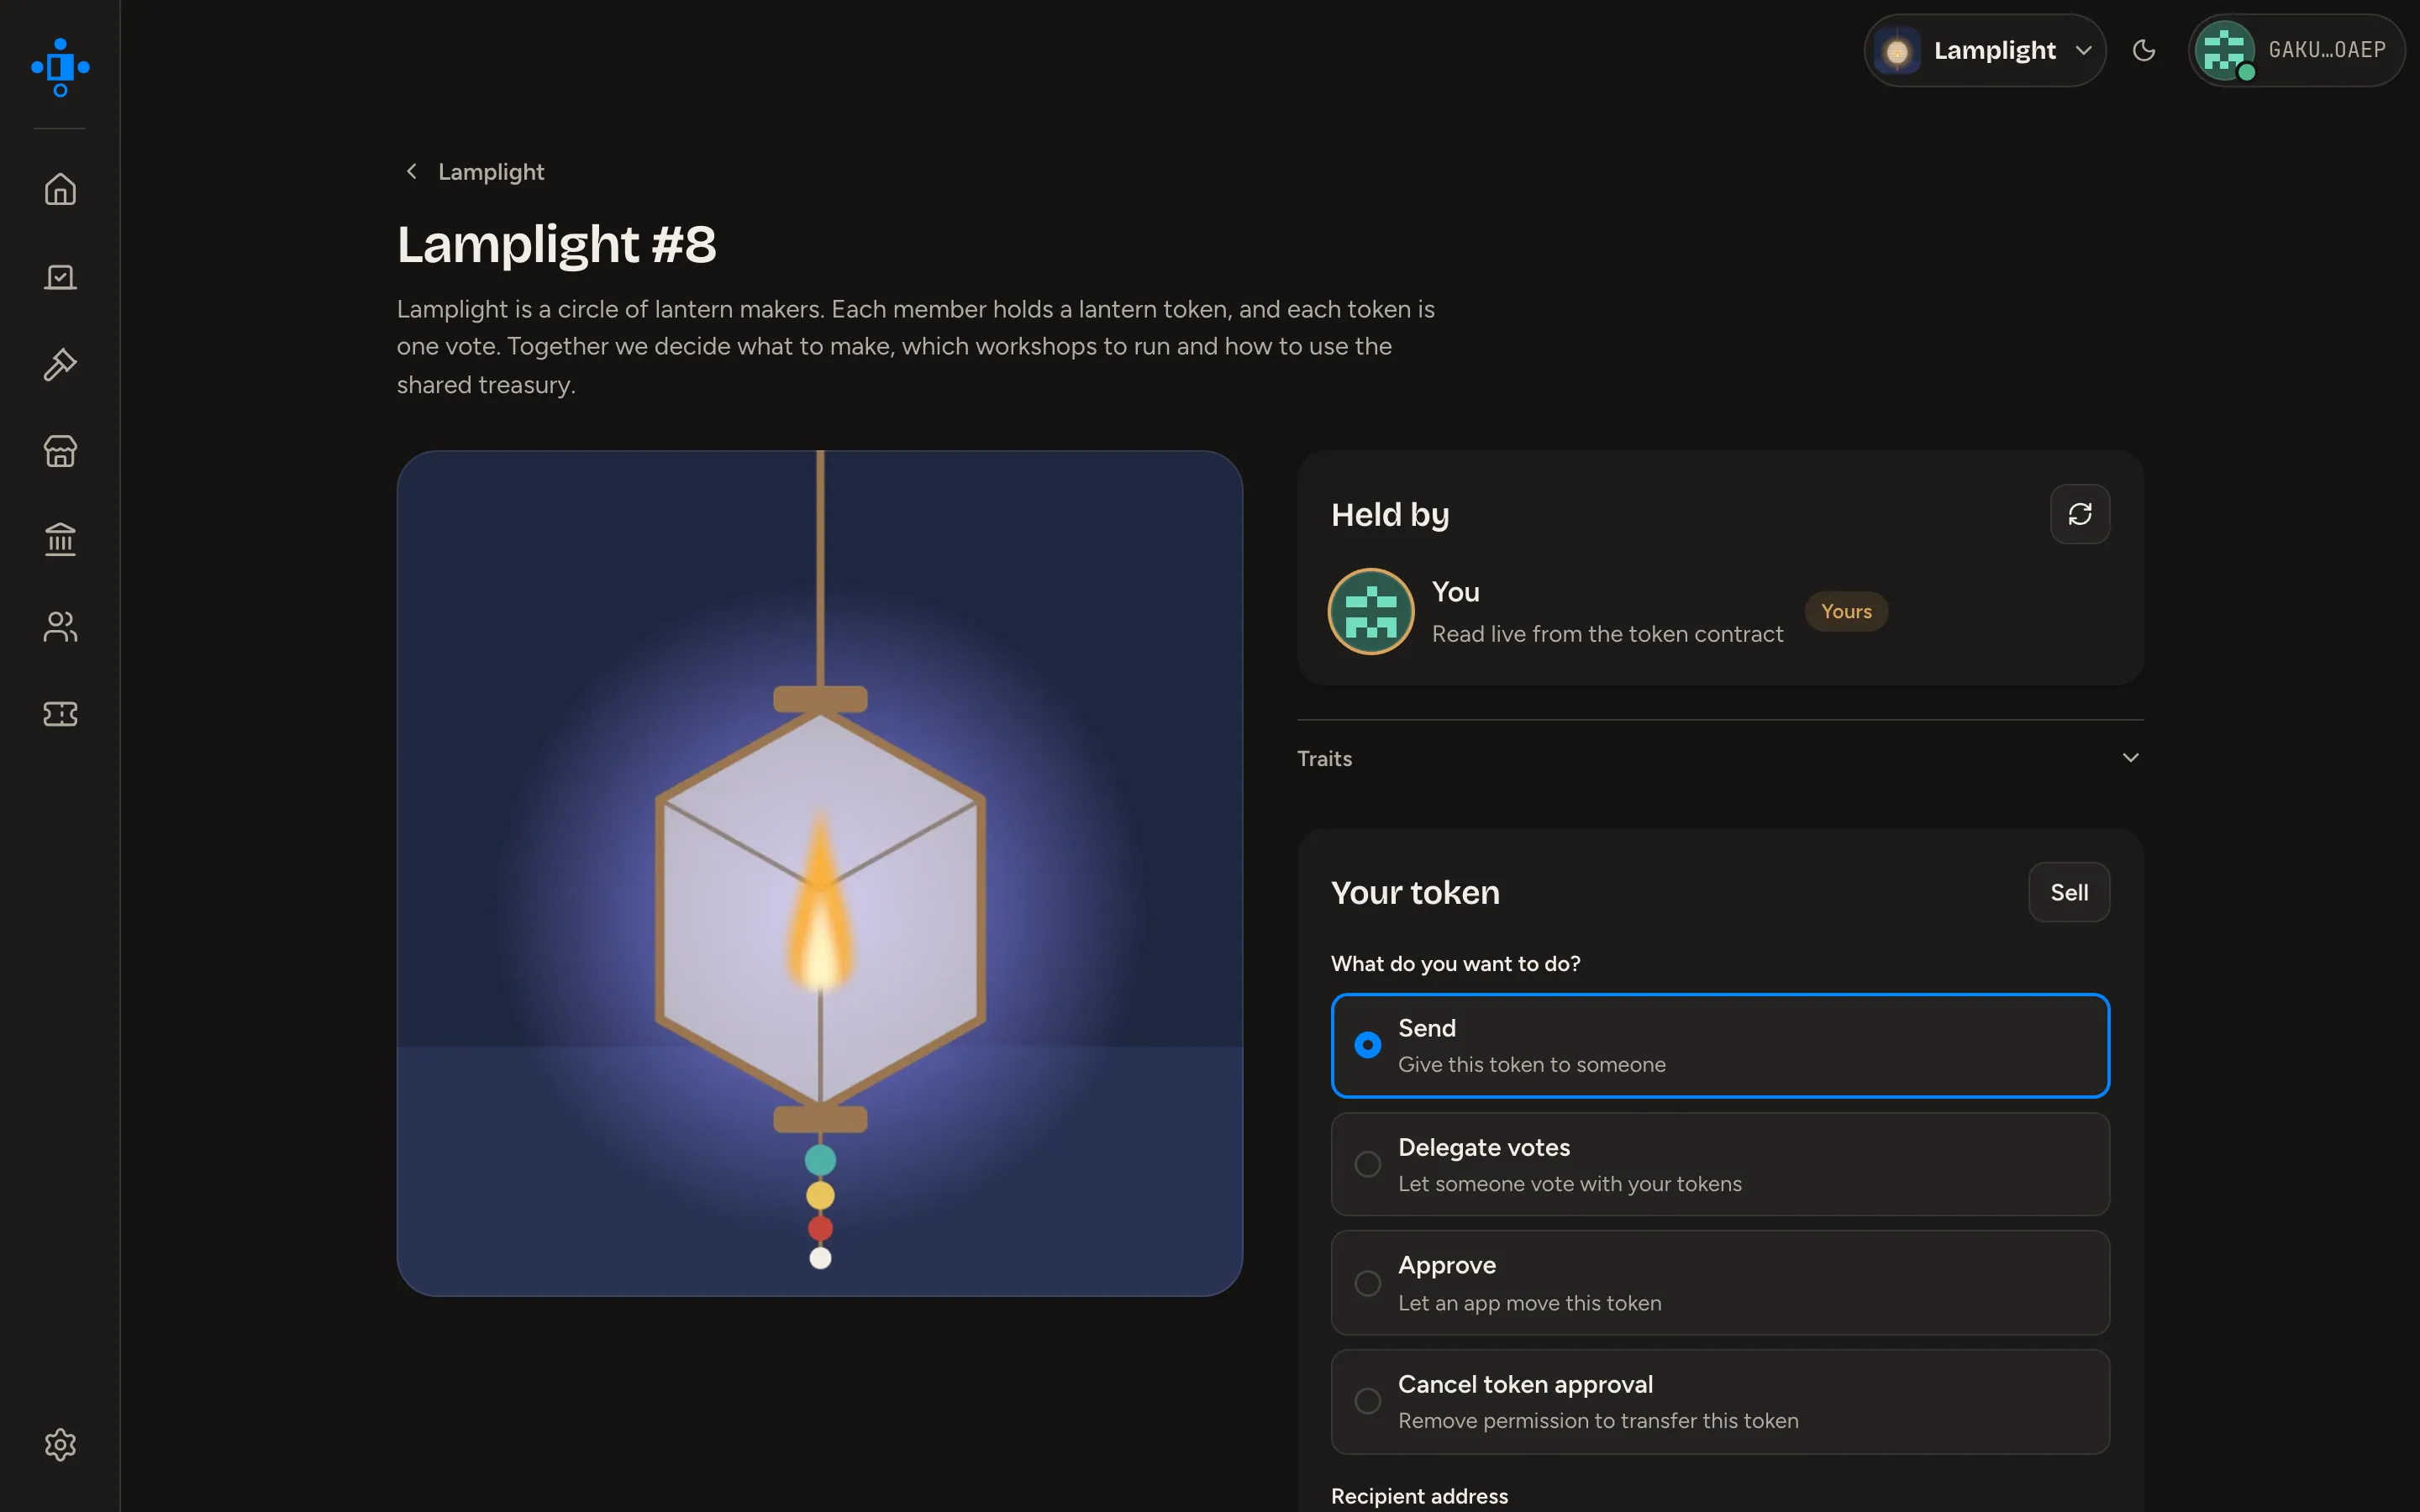 Lamplight
GAKU...OAEP
Lamplight
Lamplight #8
Lamplight is a circle of lantern makers. Each member holds a lantern token, and each token is
one vote. Together we decide what to make, which workshops to run and how to use the
shared treasury.
Held by
You
Read live from the token contract
Yours
Traits
Your token
Sell
What do you want to do?
Send
Give this token to someone
Delegate votes
Let someone vote with your tokens
Approve
Let an app move this token
Cancel token approval
Remove permission to transfer this token
Recipient address